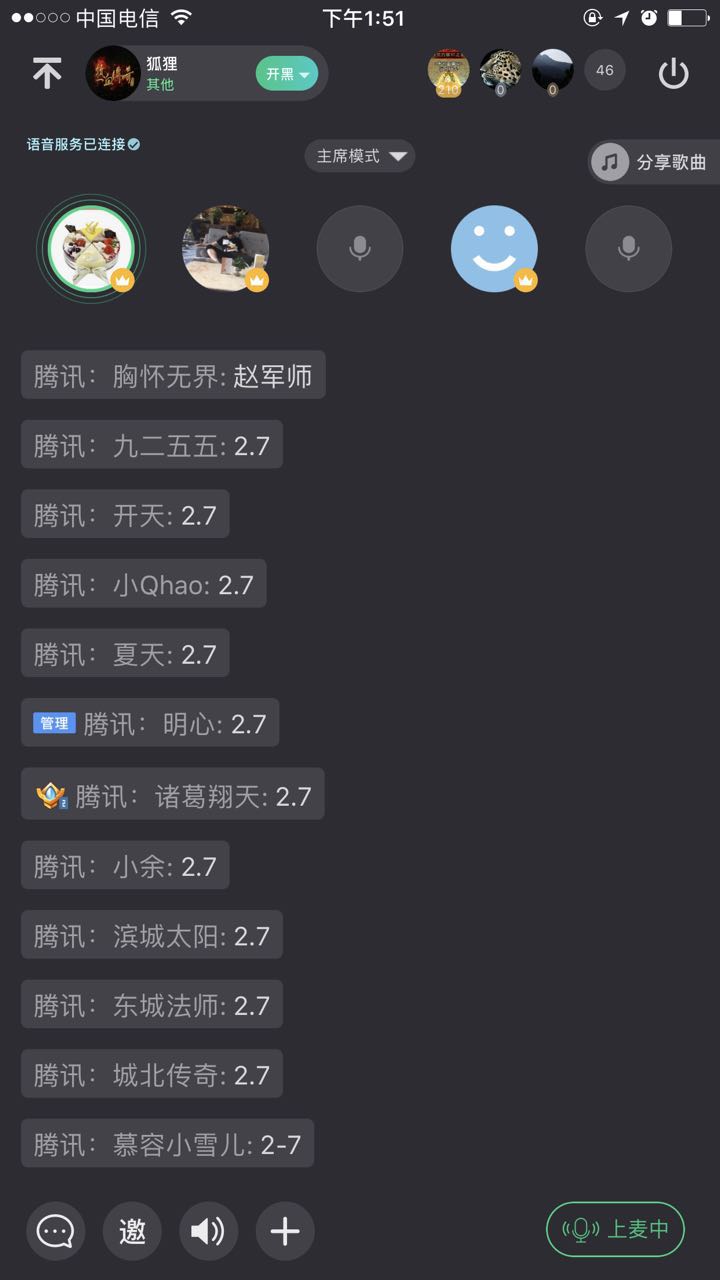 中国电信 下午1:51
狐狸
其他
开黑
210 0 0 46
语音服务已连接
主席模式
分享歌曲
腾讯： 胸怀无界: 赵军师
腾讯： 九二五五: 2.7
腾讯： 开天: 2.7
腾讯： 小Qhao: 2.7
腾讯： 夏天: 2.7
管理 腾讯： 明心: 2.7
2 腾讯： 诸葛翔天: 2.7
腾讯： 小余: 2.7
腾讯： 滨城太阳: 2.7
腾讯： 东城法师: 2.7
腾讯： 城北传奇: 2.7
腾讯： 慕容小雪儿: 2-7
邀 上麦中